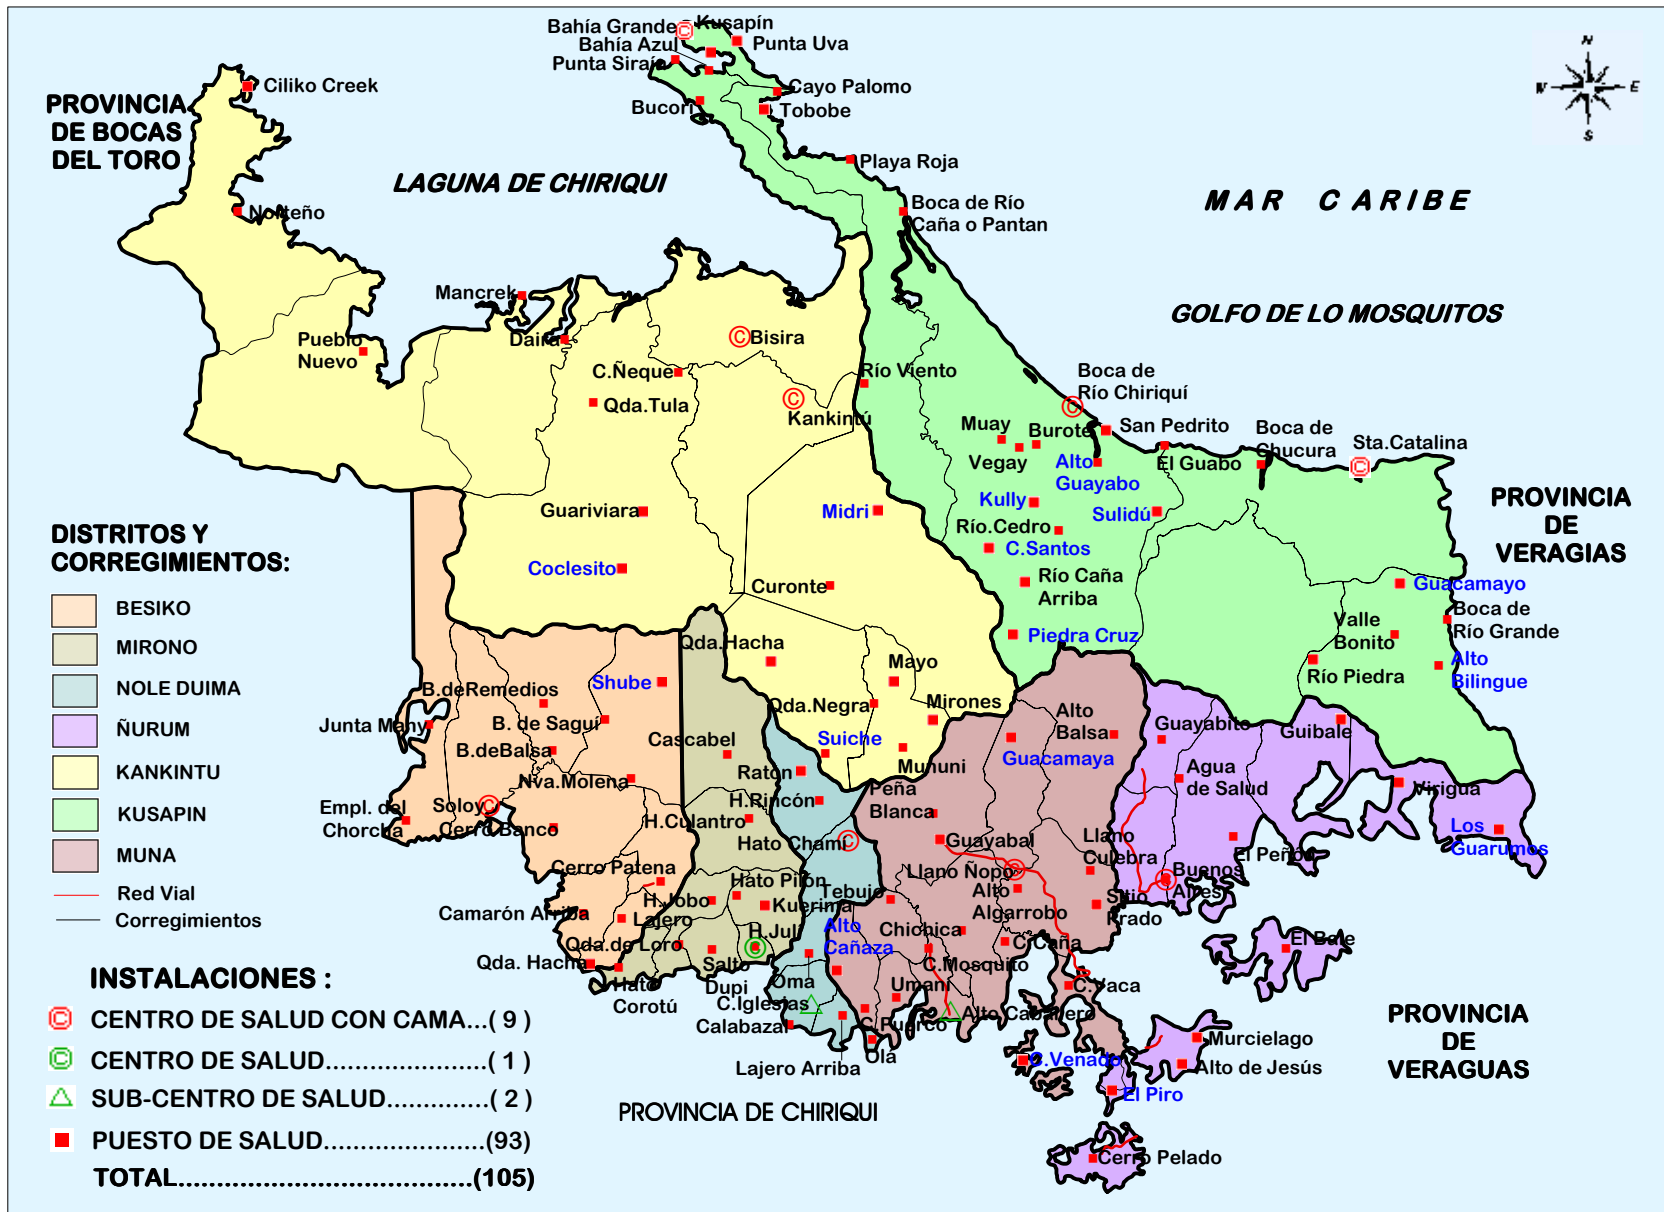 Bahía Grande
Kusapín
Bahía Azul
Punta Uva
Punta Siraín
Cayo Palomo
Bucori
Tobobe
N
W
E
S
Ciliko Creek
PROVINCIA
DE BOCAS
DEL TORO
LAGUNA DE CHIRIQUI
Playa Roja
MAR CARIBE
Norteño
Boca de Río
Caña o Pantan
Mancrek
GOLFO DE LO MOSQUITOS
Pueblo
Nuevo
Daira
Bisira
C.Ñeque
Río Viento
Boca de
Río Chiriquí
Qda.Tula
Kankintú
Muay
Burote
San Pedrito
Boca de
Chucura
Sta.Catalina
Vegay
Alto
Guayabo
El Guabo
Guariviara
Midri
Kully
Sulidú
PROVINCIA
DE
VERAGIAS
Río.Cedro
C.Santos
Coclesito
Curonte
Río Caña
Arriba
Guacamayo
Boca de
Río Grande
Valle
Bonito
Piedra Cruz
Qda.Hacha
Río Piedra
Alto
Bilingue
DISTRITOS Y
CORREGIMIENTOS:
BESIKO
MIRONO
NOLE DUIMA
ÑURUM
KANKINTU
KUSAPIN
MUNA
Red Vial
Corregimientos
Shube
Mayo
B.deRemedios
Qda.Negra
Mirones
Junta Many
B. de Saguí
B.deBalsa
Cascabel
Suiche
Mununi
Guacamaya
Alto
Balsa
Guayabito
Guibale
Nva.Molena
Ratón
Peña
Blanca
Agua
de Salud
Virigua
Empl. del
Chorcha
Soloy
Cerro Banco
H.Rincón
H.Culantro
Hato Chami
Guayabal
Llano
Culebra
El Peñón
Los
Guarumos
Cerro Patena
Llano Ñopo
Buenos
Aires
Hato Pilón
Tebujo
Alto
Algarrobo
Sitio
Prado
H.Jobo
Kuerima
Camarón Arriba
Lajero
H.Juli
Alto
Cañaza
Chichica
C.Caña
El Bale
Qda.de Loro
Qda. Hacha
Salto
Dupi
Hato
Corotú
Oma
C.Mosquito
Umani
C.Vaca
C.Iglesias
Calabazal
C.Puerco
Alto Caballero
Lajero Arriba
Olá
Murcielago
C.Venado
Alto de Jesús
El Piro
Cerro Pelado
PROVINCIA
DE
VERAGUAS
PROVINCIA DE CHIRIQUI
INSTALACIONES :
CENTRO DE SALUD CON CAMA...( 9 )
CENTRO DE SALUD......................( 1 )
SUB-CENTRO DE SALUD..............( 2 )
PUESTO DE SALUD......................(93)
TOTAL......................................(105)